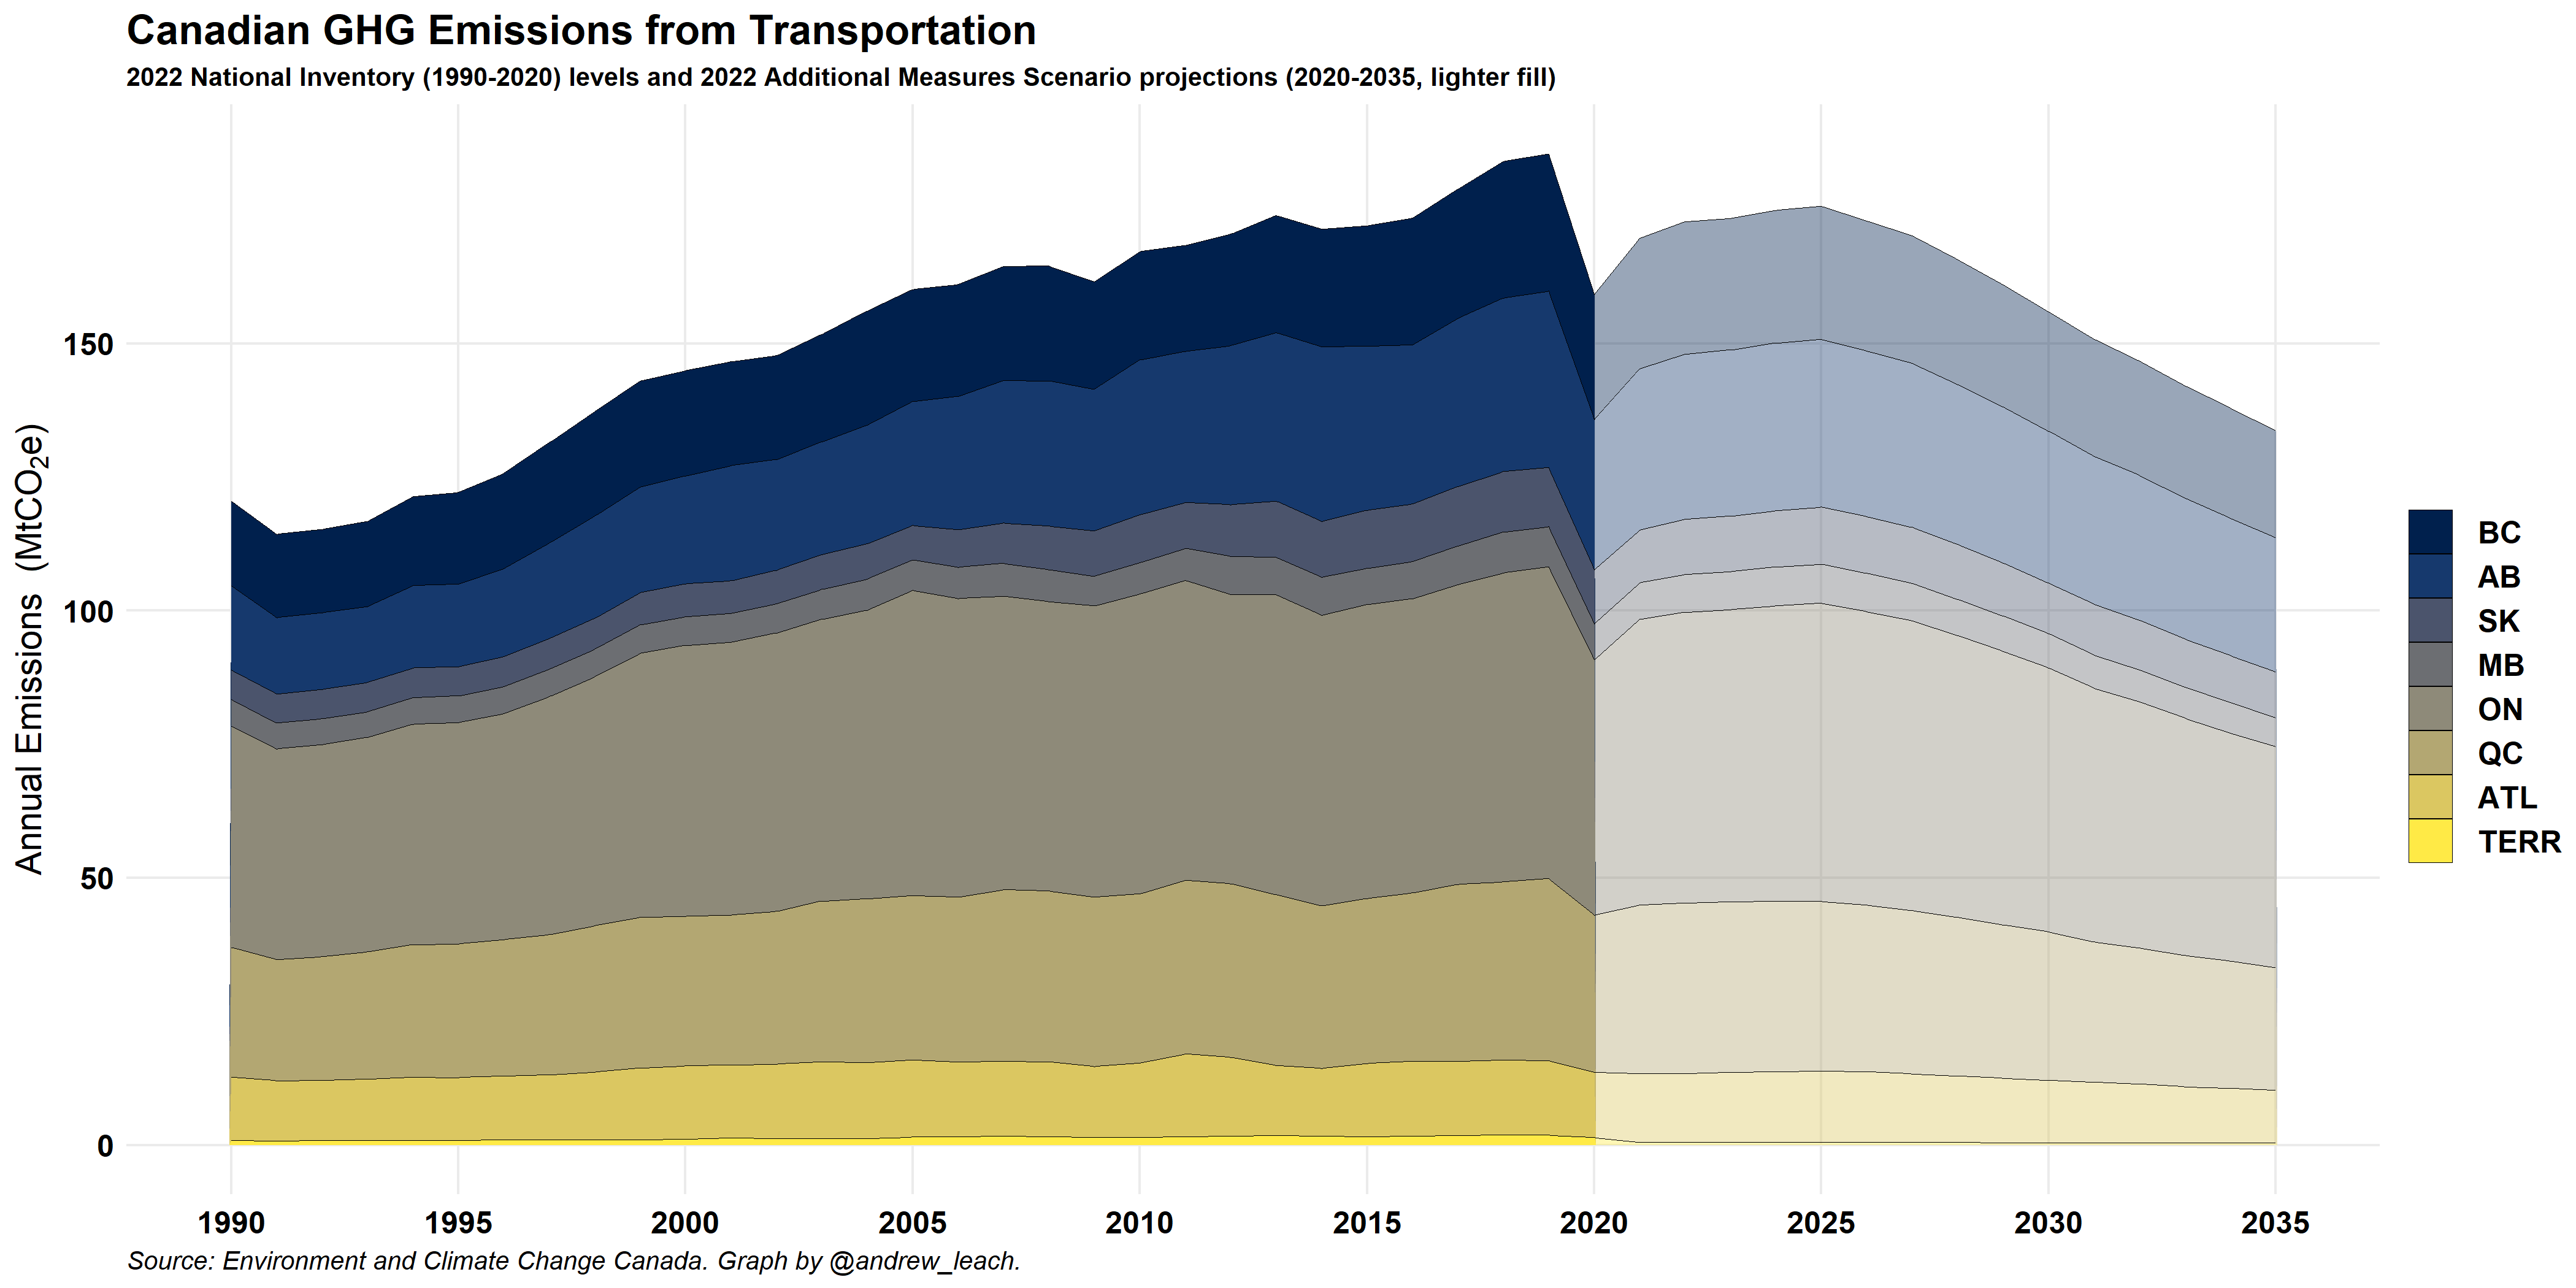 Canadian GHG Emissions from Transportation
2022 National Inventory (1990-2020) levels and 2022 Additional Measures Scenario projections (2020-2035, lighter fill)
Annual Emissions (MtCO₂e)
150
100
50
0
1990 1995 2000 2005 2010 2015 2020 2025 2030 2035
BC
AB
SK
MB
ON
QC
ATL
TERR
Source: Environment and Climate Change Canada. Graph by @andrew_leach.